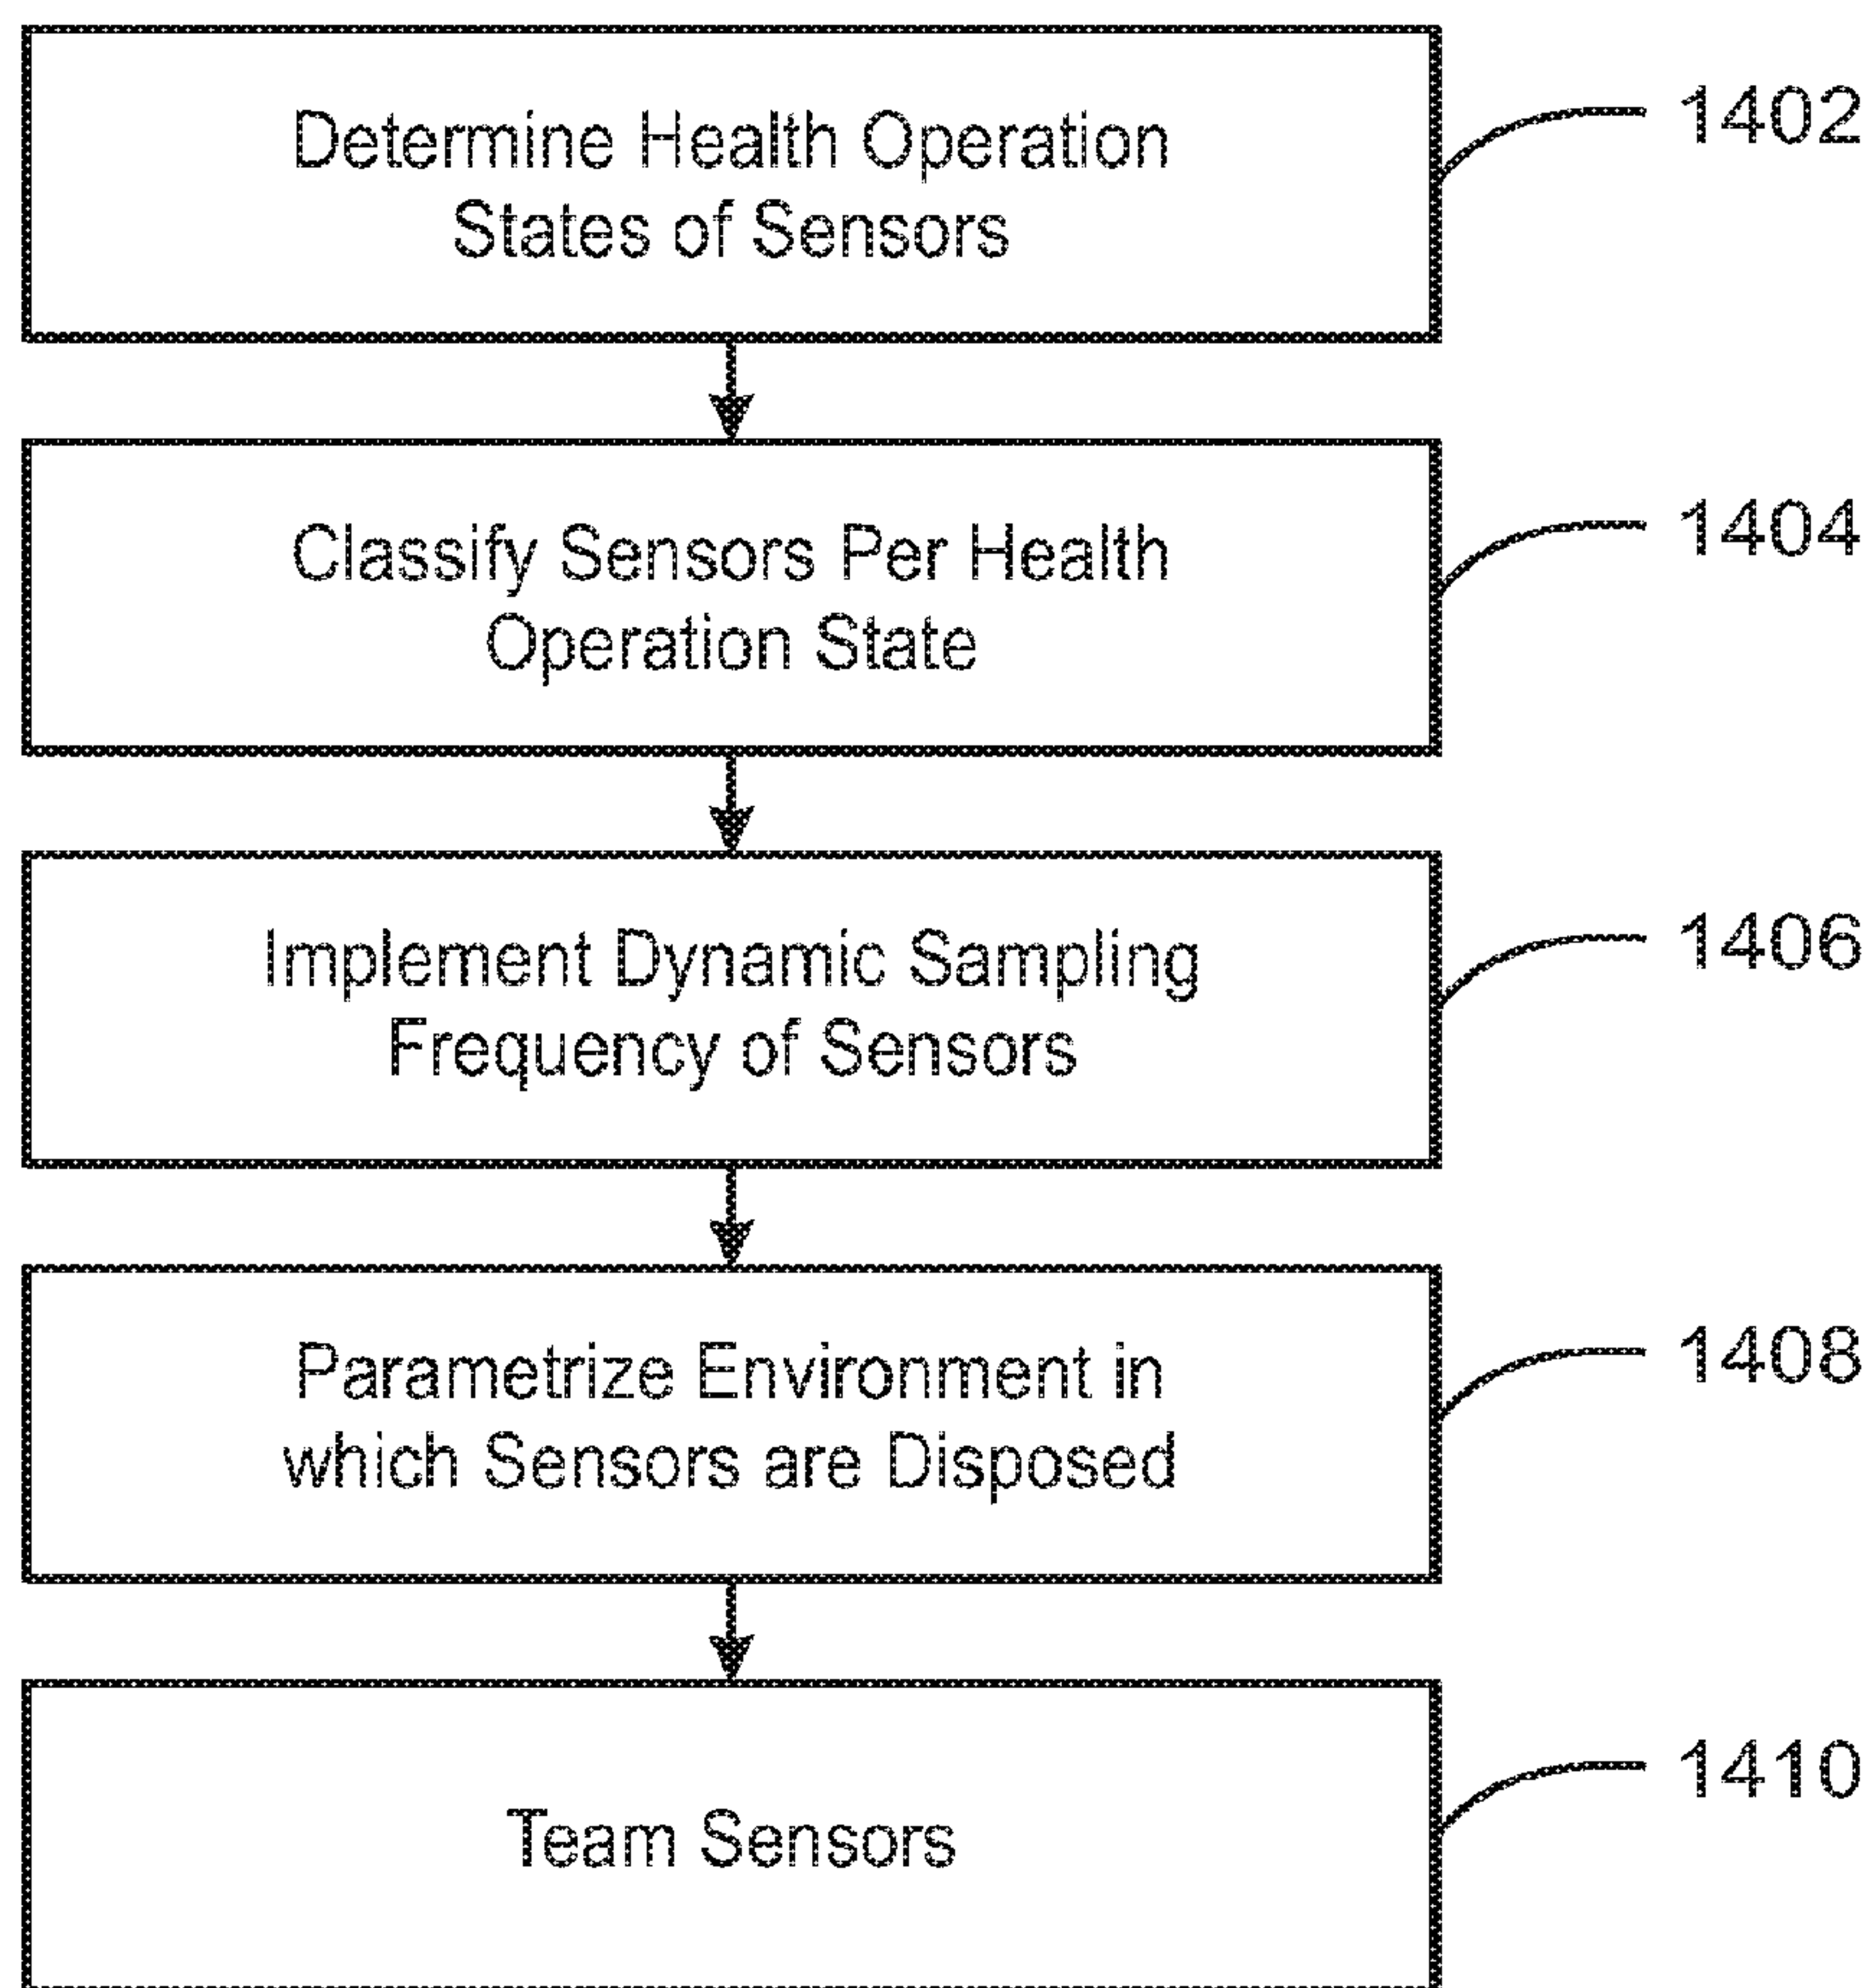 Determine Health Operation
States of Sensors
1402
Classify Sensors Per Health
Operation State
1404
Implement Dynamic Sampling
Frequency of Sensors
1406
Parametrize Environment in
which Sensors are Disposed
1408
Team Sensors
1410